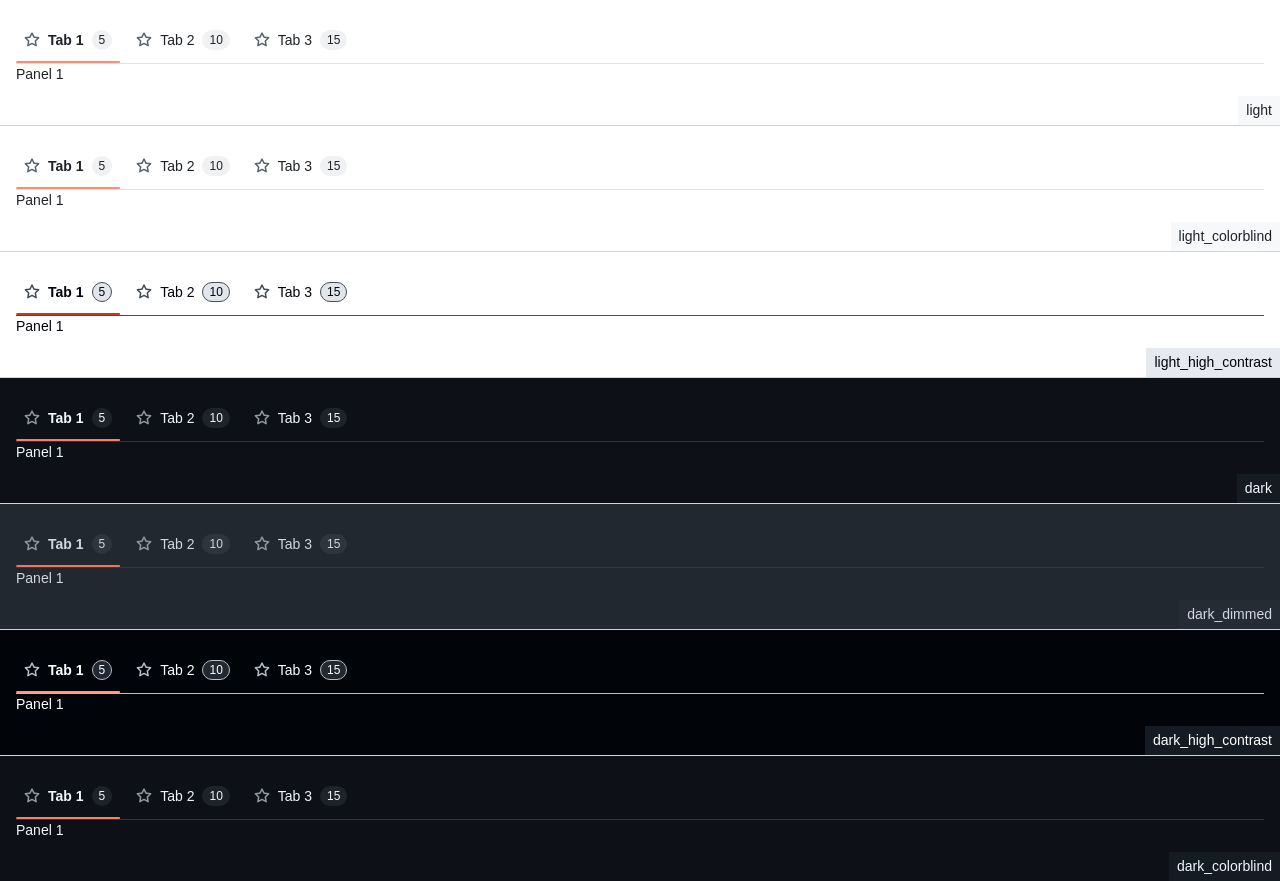 Tab 1 5 Tab 2 10 Tab 3 15
Panel 1
light
Tab 1 5 Tab 2 10 Tab 3 15
Panel 1
light_colorblind
Tab 1 5 Tab 2 10 Tab 3 15
Panel 1
light_high_contrast
Tab 1 5 Tab 2 10 Tab 3 15
Panel 1
dark
Tab 1 5 Tab 2 10 Tab 3 15
Panel 1
dark_dimmed
Tab 1 5 Tab 2 10 Tab 3 15
Panel 1
dark_high_contrast
Tab 1 5 Tab 2 10 Tab 3 15
Panel 1
dark_colorblind